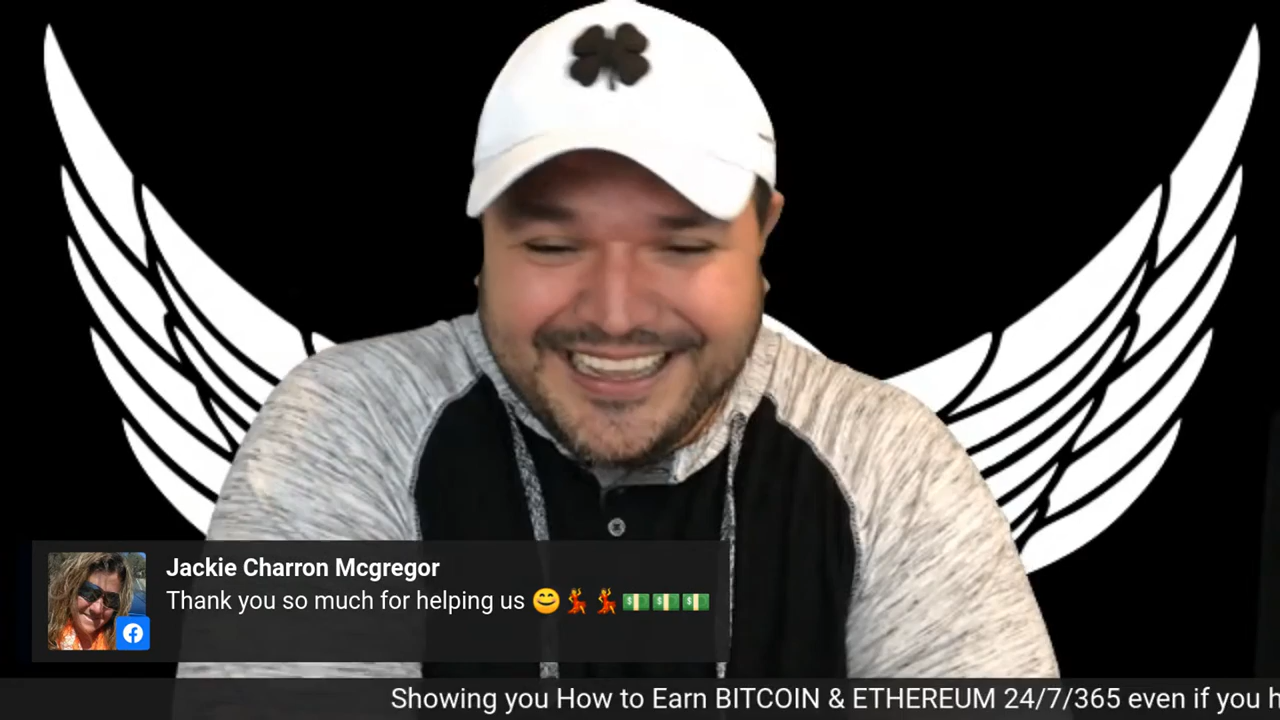 Jackie Charron Mcgregor
Thank you so much for helping us 😊💃💃💵💵💵
Showing you How to Earn BITCOIN & ETHEREUM 24/7/365 even if you h